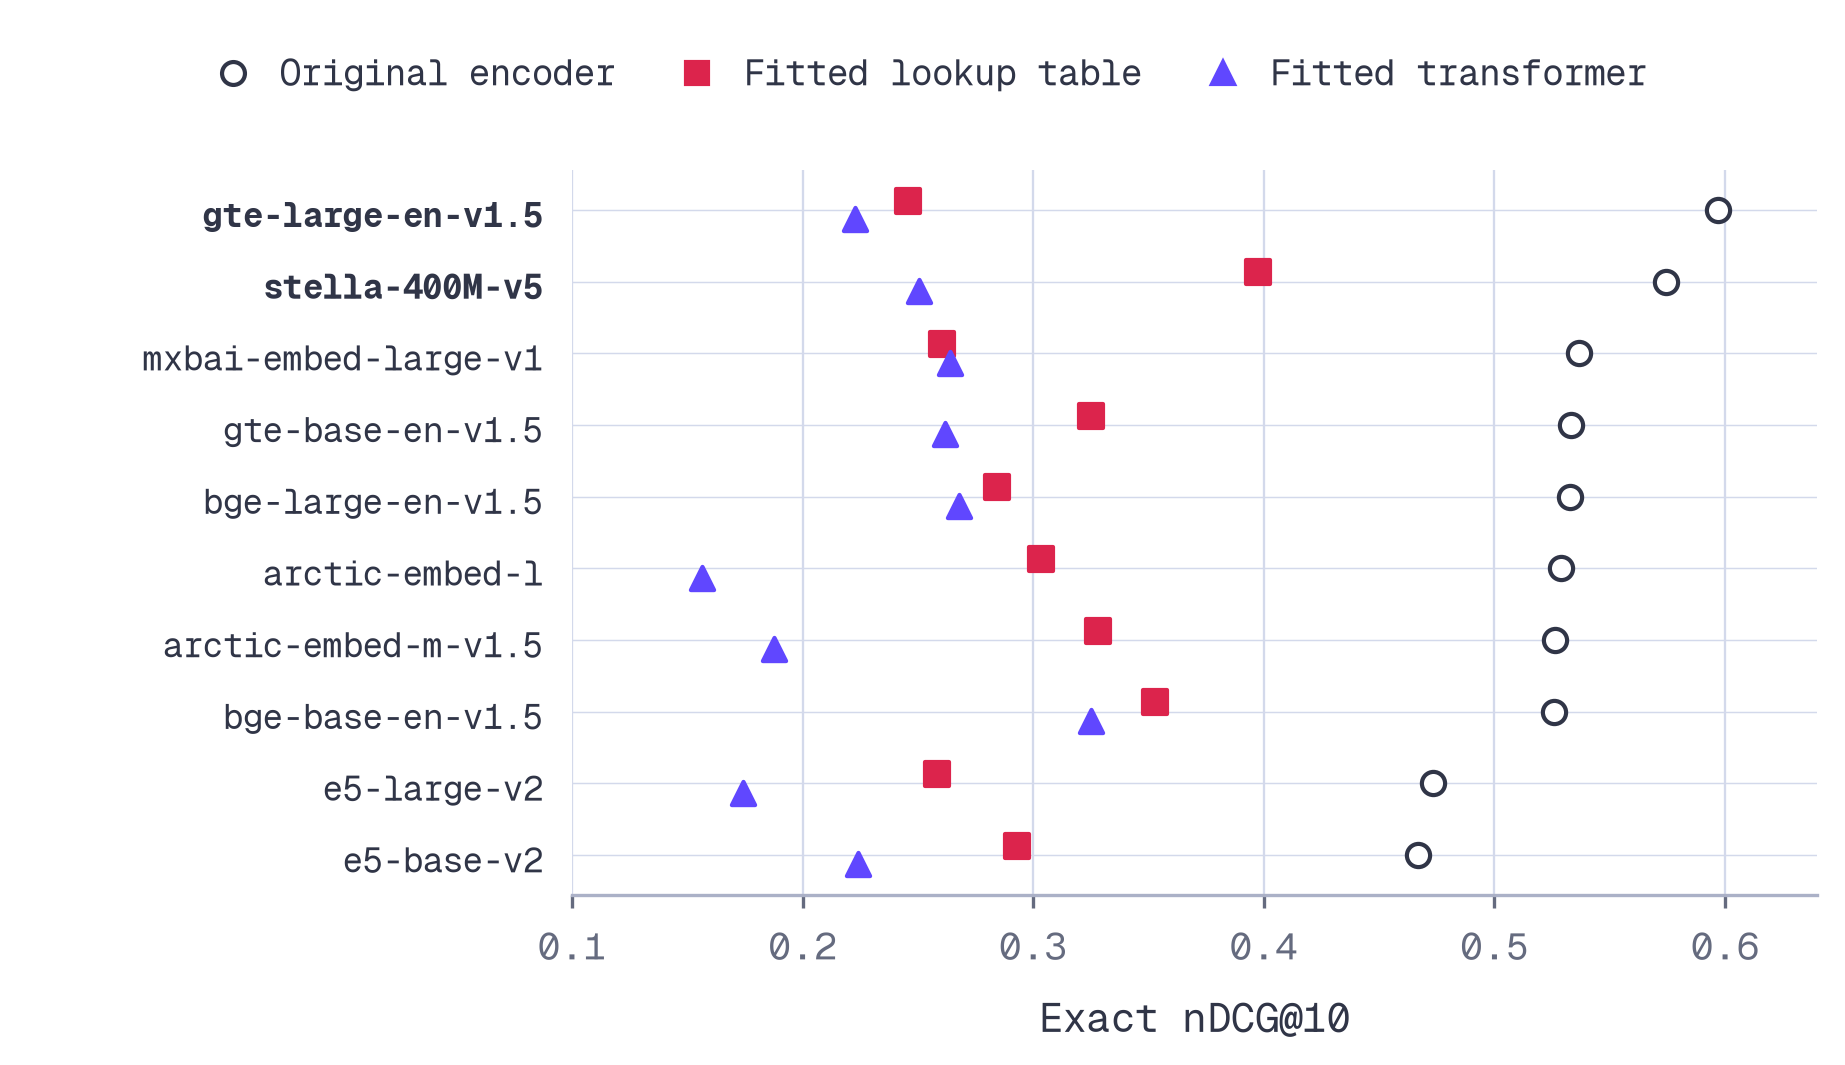 Original encoder Fitted lookup table Fitted transformer
gte-large-en-v1.5
stella-400M-v5
mxbai-embed-large-v1
gte-base-en-v1.5
bge-large-en-v1.5
arctic-embed-l
arctic-embed-m-v1.5
bge-base-en-v1.5
e5-large-v2
e5-base-v2
0.1 0.2 0.3 0.4 0.5 0.6
Exact nDCG@10